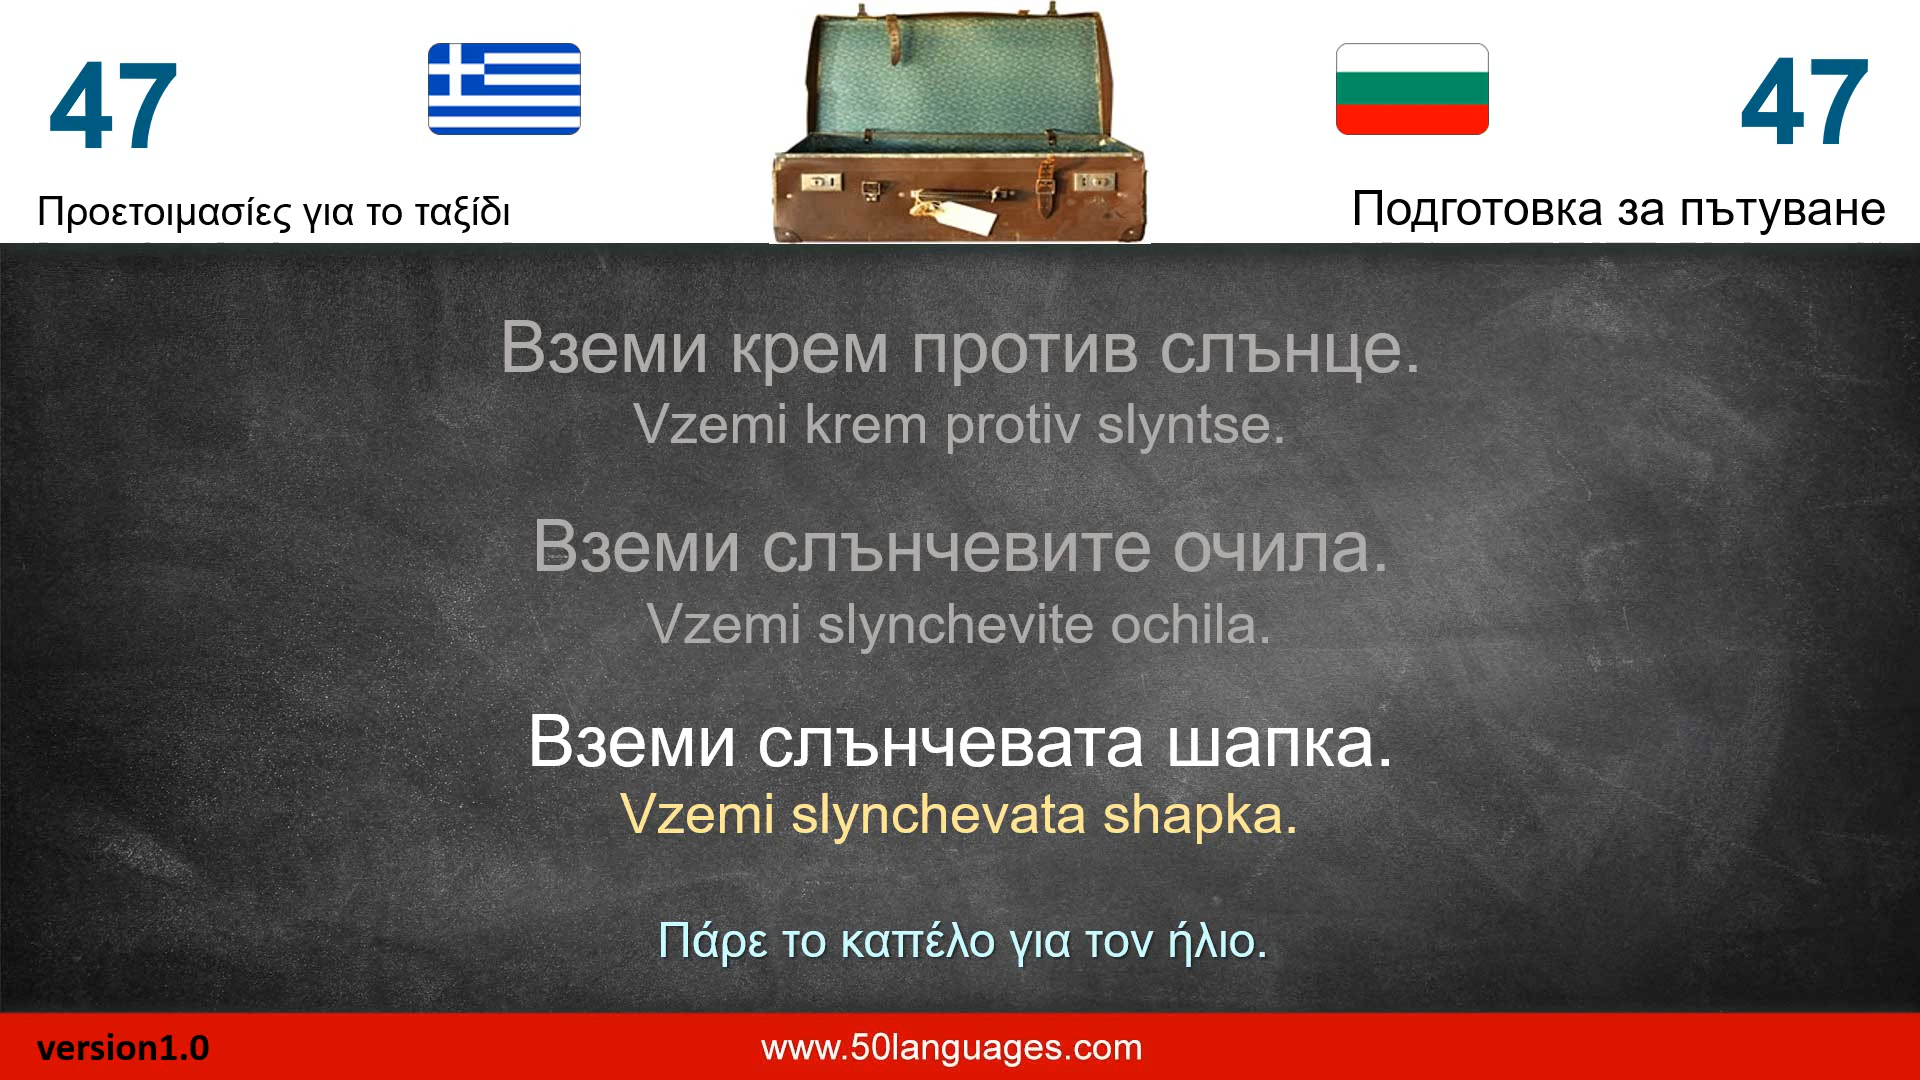 47
47
Προετοιμασίες για το ταξίδι
Подготовка за пътуване
Вземи крем против слънце.
Vzemi krem protiv slyntse.
Вземи слънчевите очила.
Vzemi slynchevite ochila.
Вземи слънчевата шапка.
Vzemi slynchevata shapka.
Πάρε το καπέλο για τον ήλιο.
version1.0
www.50languages.com